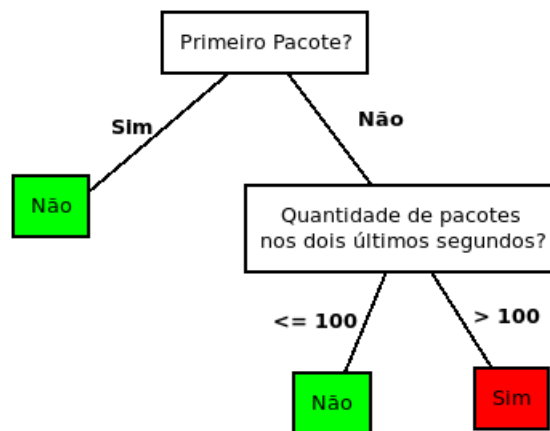 Primeiro Pacote?
Sim
Não
Não
Quantidade de pacotes
nos dois últimos segundos?
<= 100
> 100
Não
Sim